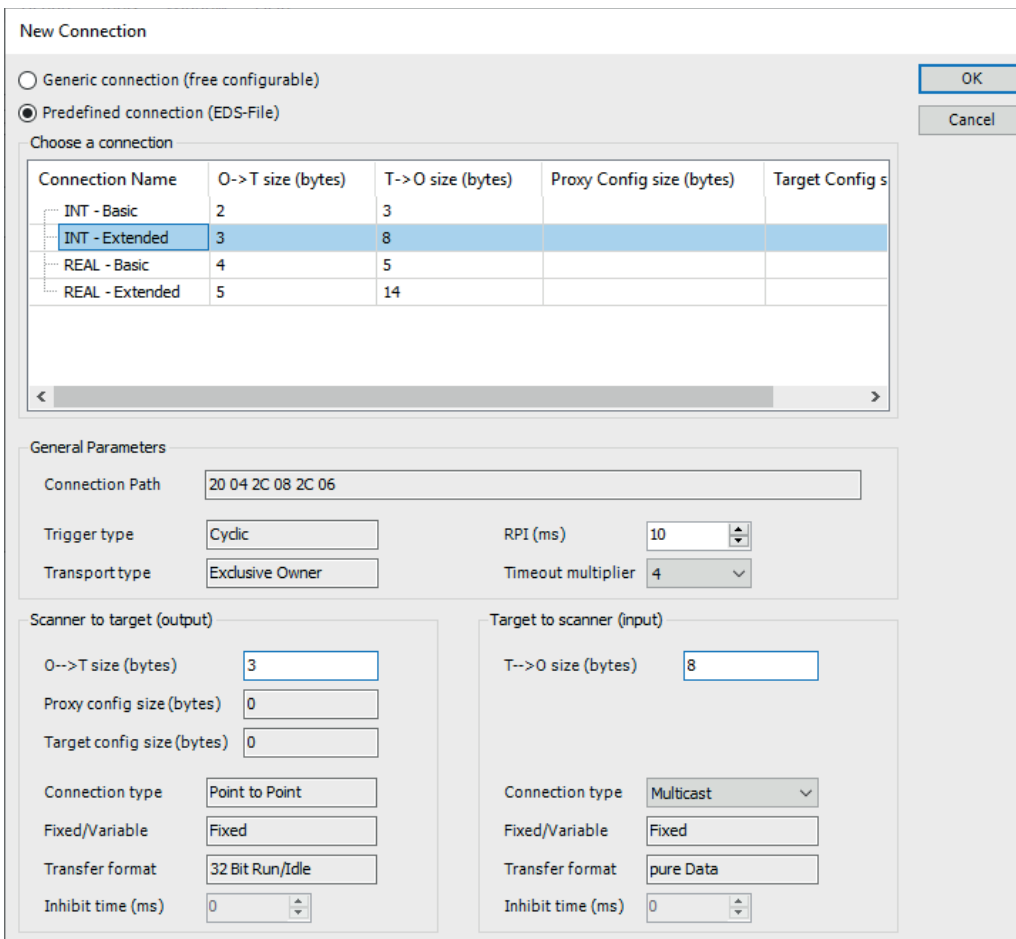 New Connection
Generic connection (free configurable)
OK
Predefined connection (EDS-File)
Cancel
Choose a connection
Connection Name O->T size (bytes) T->O size (bytes) Proxy Config size (bytes) Target Config s
INT - Basic 2 3
INT - Extended 3 8
REAL - Basic 4 5
REAL - Extended 5 14
General Parameters
Connection Path 20 04 2C 08 2C 06
Trigger type Cyclic RPI (ms) 10
Transport type Exclusive Owner Timeout multiplier 4
Scanner to target (output) Target to scanner (input)
O-->T size (bytes) 3 T-->O size (bytes) 8
Proxy config size (bytes) 0
Target config size (bytes) 0
Connection type Point to Point Connection type Multicast
Fixed/Variable Fixed Fixed/Variable Fixed
Transfer format 32 Bit Run/Idle Transfer format pure Data
Inhibit time (ms) 0 Inhibit time (ms) 0